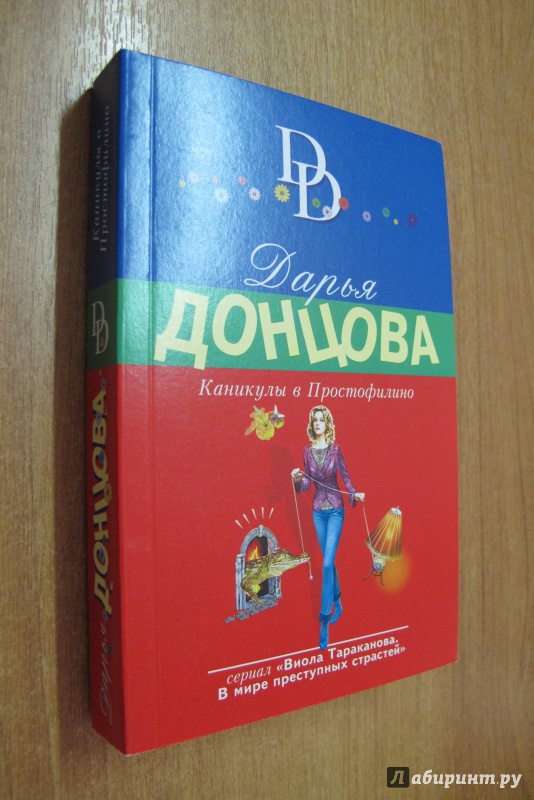 DD
Дарья
ДОНЦОВА
Каникулы в Простофилино
сериал «Виола Тараканова.
В мире преступных страстей»
Каникулы в
Простофилино
DD
Дарья ДОНЦОВА
Лабиринт.ру